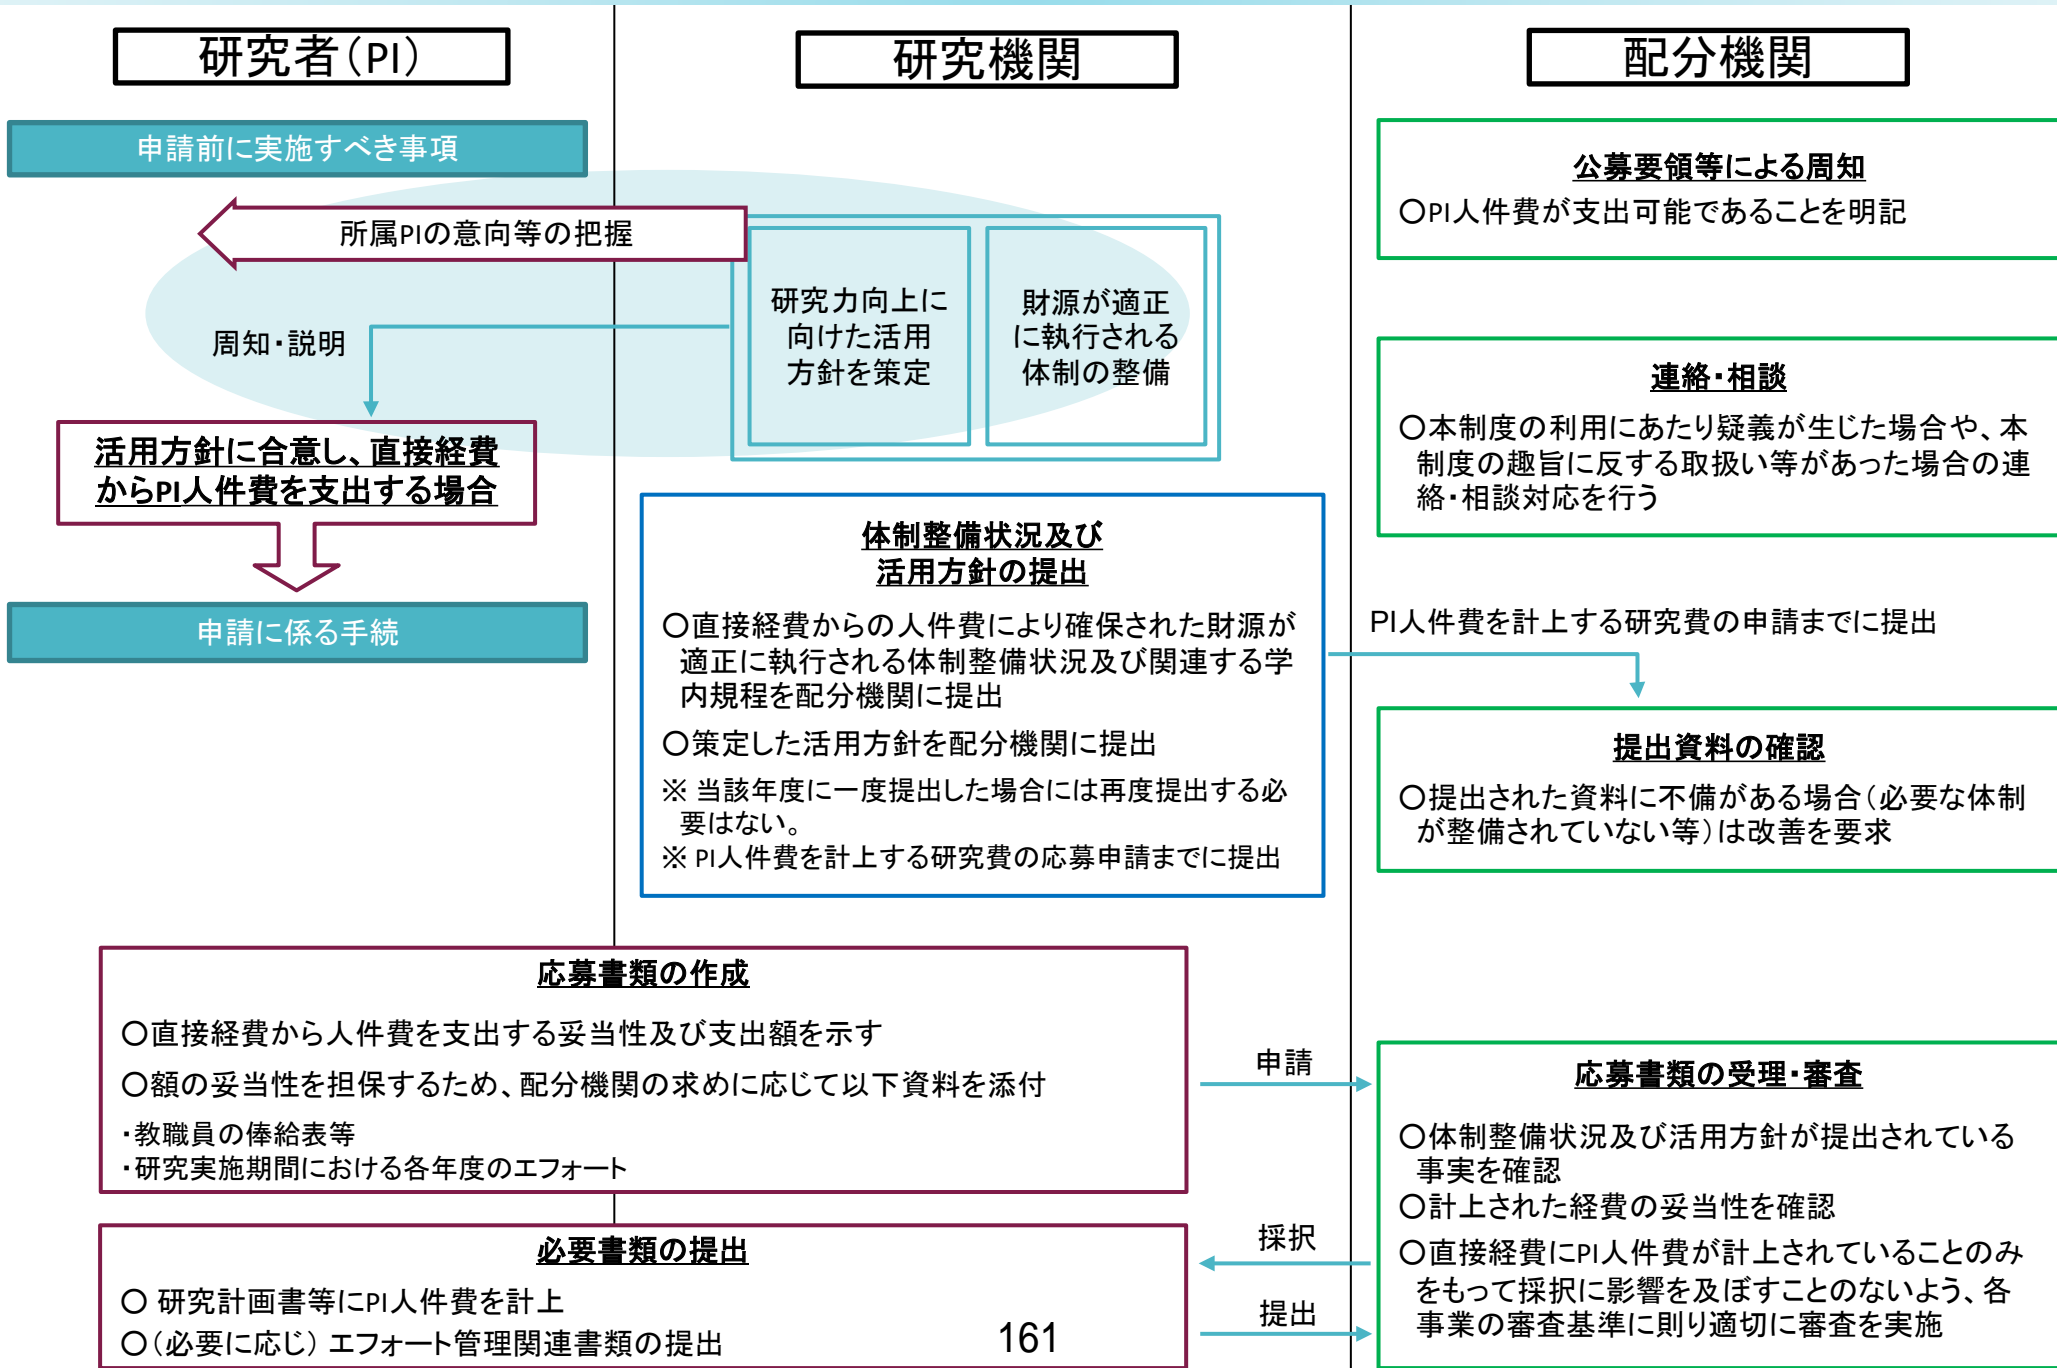 研究者（PI）
研究機関
配分機関
申請前に実施すべき事項
所属PIの意向等の把握
研究力向上に
向けた活用
方針を策定
財源が適正
に執行される
体制の整備
周知・説明
活用方針に合意し、直接経費
からPI人件費を支出する場合
申請に係る手続
体制整備状況及び
活用方針の提出
○直接経費からの人件費により確保された財源が
適正に執行される体制整備状況及び関連する学
内規程を配分機関に提出
○策定した活用方針を配分機関に提出
※ 当該年度に一度提出した場合には再度提出する必
要はない。
※ PI人件費を計上する研究費の応募申請までに提出
公募要領等による周知
○PI人件費が支出可能であることを明記
連絡・相談
○本制度の利用にあたり疑義が生じた場合や、本
制度の趣旨に反する取扱い等があった場合の連
絡・相談対応を行う
PI人件費を計上する研究費の申請までに提出
提出資料の確認
○提出された資料に不備がある場合（必要な体制
が整備されていない等）は改善を要求
応募書類の作成
○直接経費から人件費を支出する妥当性及び支出額を示す
○額の妥当性を担保するため、配分機関の求めに応じて以下資料を添付
・教職員の俸給表等
・研究実施期間における各年度のエフォート
申請
応募書類の受理・審査
○体制整備状況及び活用方針が提出されている
事実を確認
○計上された経費の妥当性を確認
○直接経費にPI人件費が計上されていることのみ
をもって採択に影響を及ぼすことのないよう、各
事業の審査基準に則り適切に審査を実施
採択
提出
必要書類の提出
○ 研究計画書等にPI人件費を計上
○（必要に応じ）エフォート管理関連書類の提出
161